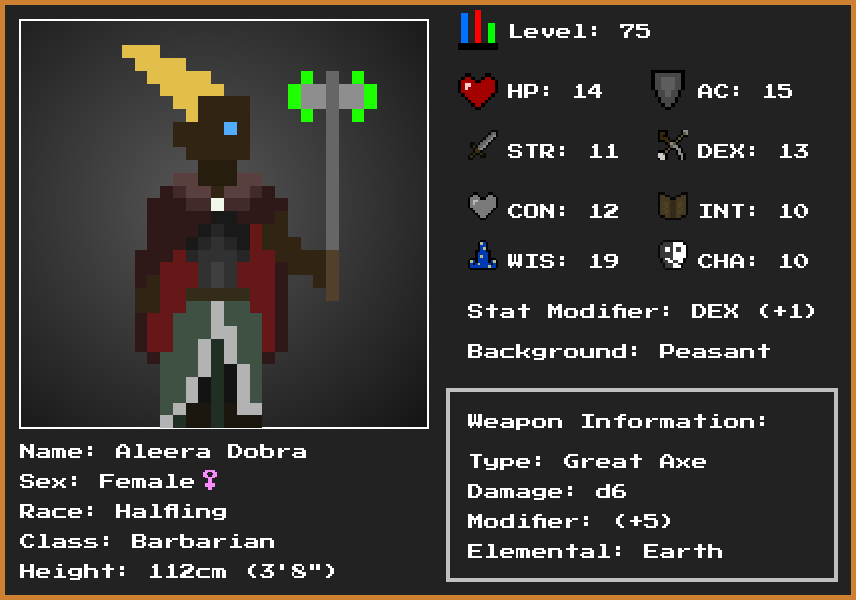 Level: 75
HP: 14
AC: 15
STR: 11
DEX: 13
CON: 12
INT: 10
WIS: 19
CHA: 10
Stat Modifier: DEX (+1)
Background: Peasant
Weapon Information:
Type: Great Axe
Damage: d6
Modifier: (+5)
Elemental: Earth
Name: Aleera Dobra
Sex: Female♀
Race: Halfling
Class: Barbarian
Height: 112cm (3'8")